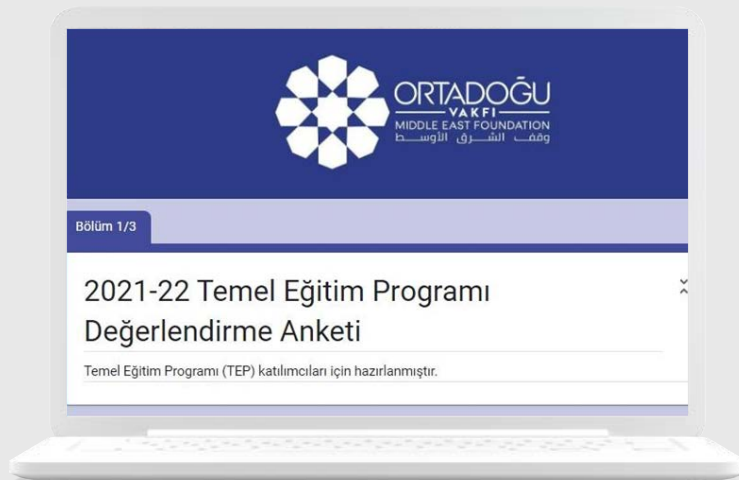 ORTADOĞU
VAKFI
MIDDLE EAST FOUNDATION
وقف الشرق الأوسط
Bölüm 1/3
2021-22 Temel Eğitim Programı
Değerlendirme Anketi
Temel Eğitim Programı (TEP) katılımcıları için hazırlanmıştır.